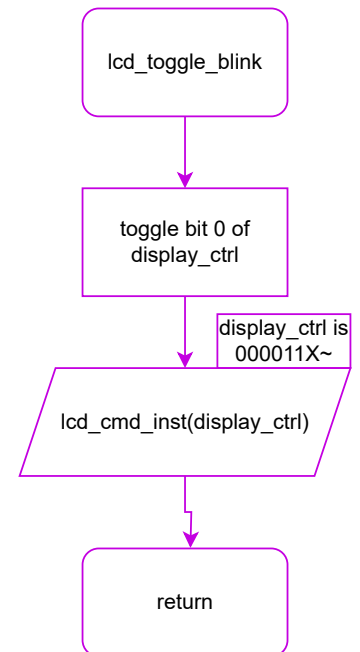 lcd_toggle_blink
toggle bit 0 of
display_ctrl
display_ctrl is
000011X~
lcd_cmd_inst(display_ctrl)
return